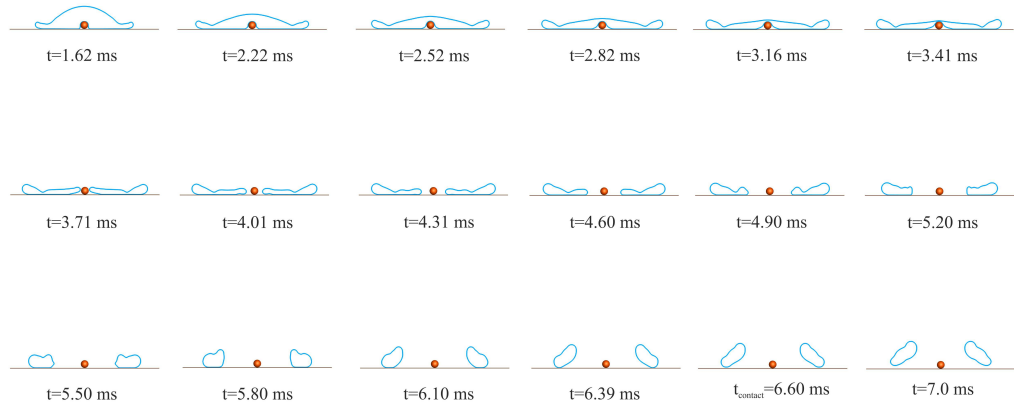 t=1.62 ms t=2.22 ms t=2.52 ms t=2.82 ms t=3.16 ms t=3.41 ms
t=3.71 ms t=4.01 ms t=4.31 ms t=4.60 ms t=4.90 ms t=5.20 ms
t=5.50 ms t=5.80 ms t=6.10 ms t=6.39 ms tcontact=6.60 ms t=7.0 ms